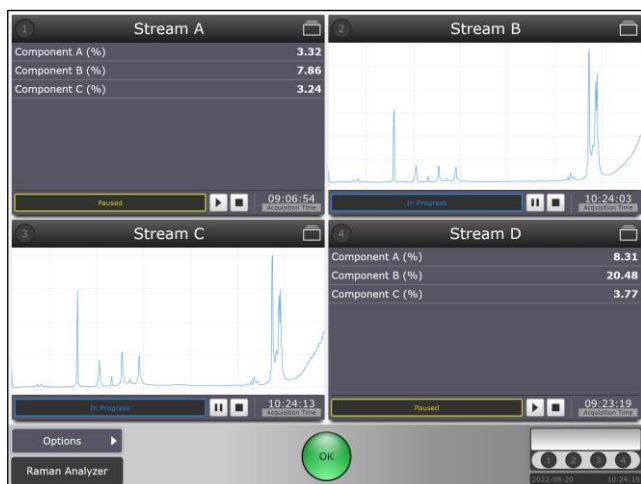 1 Stream A
Component A (%) 3.32
Component B (%) 7.86
Component C (%) 3.24
Paused 09:06:54
Acquisition Time
2 Stream B
In Progress 10:24:03
Acquisition Time
3 Stream C
In Progress 10:24:13
Acquisition Time
4 Stream D
Component A (%) 8.31
Component B (%) 20.48
Component C (%) 3.77
Paused 09:23:19
Acquisition Time
Options
Raman Analyzer
OK
1 2 3 4
2022-06-20 10:24:19